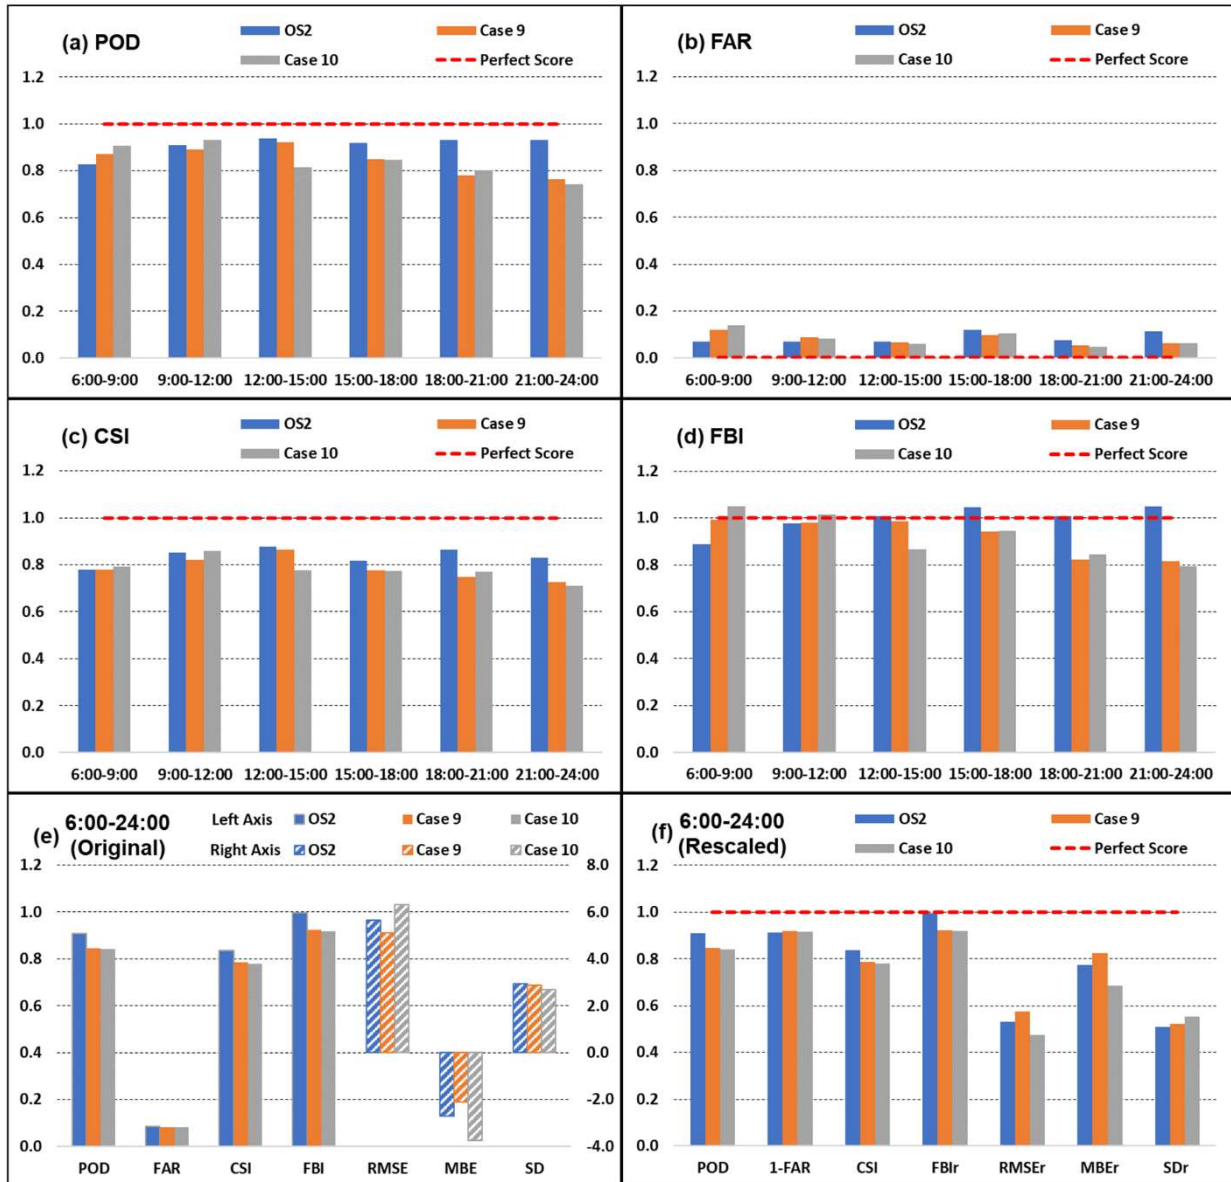 (a) POD
OS2
Case 9
Case 10
Perfect Score
1.2
1.0
0.8
0.6
0.4
0.2
0.0
6:00-9:00 9:00-12:00 12:00-15:00 15:00-18:00 18:00-21:00 21:00-24:00
(b) FAR
OS2
Case 9
Case 10
Perfect Score
1.2
1.0
0.8
0.6
0.4
0.2
0.0
6:00-9:00 9:00-12:00 12:00-15:00 15:00-18:00 18:00-21:00 21:00-24:00
(c) CSI
OS2
Case 9
Case 10
Perfect Score
1.2
1.0
0.8
0.6
0.4
0.2
0.0
6:00-9:00 9:00-12:00 12:00-15:00 15:00-18:00 18:00-21:00 21:00-24:00
(d) FBI
OS2
Case 9
Case 10
Perfect Score
1.2
1.0
0.8
0.6
0.4
0.2
0.0
6:00-9:00 9:00-12:00 12:00-15:00 15:00-18:00 18:00-21:00 21:00-24:00
(e) 6:00-24:00
(Original)
Left Axis OS2 Case 9 Case 10
Right Axis OS2 Case 9 Case 10
1.2
1.0
0.8
0.6
0.4
0.2
0.0
8.0
6.0
4.0
2.0
0.0
-2.0
-4.0
POD FAR CSI FBI RMSE MBE SD
(f) 6:00-24:00
(Rescaled)
OS2
Case 9
Case 10
Perfect Score
1.2
1.0
0.8
0.6
0.4
0.2
0.0
POD 1-FAR CSI FBIr RMSEr MBEr SDr